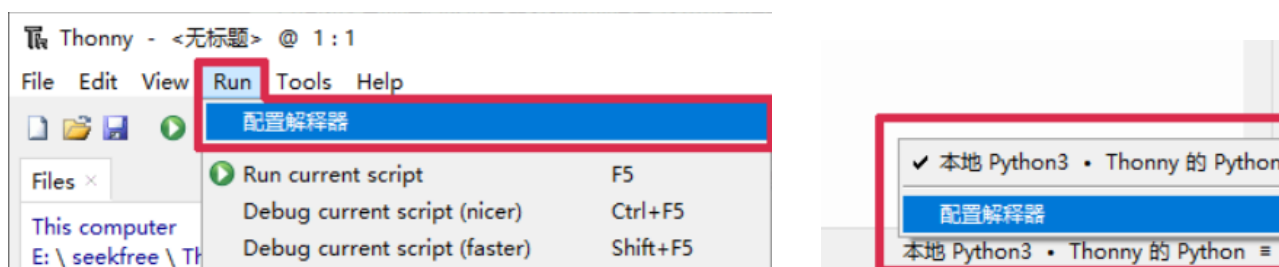 Thonny - <无标题> @ 1:1
File Edit View Run Tools Help
配置解释器
Files ×
Run current script F5
Debug current script (nicer) Ctrl+F5
This computer
E: \ seekfree \ Th
Debug current script (faster) Shift+F5
✓ 本地 Python3 • Thonny 的 Python
配置解释器
本地 Python3 • Thonny 的 Python ≡